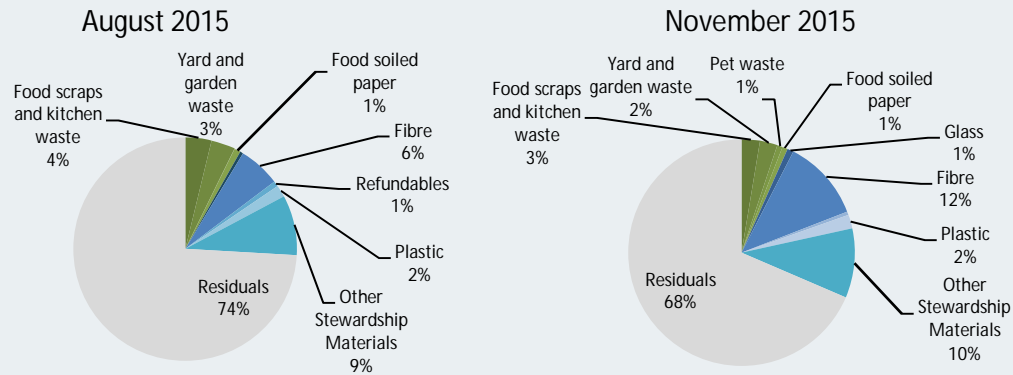 August 2015
Food scraps
and kitchen
waste
4%
Yard and
garden
waste
3%
Food soiled
paper
1%
Fibre
6%
Refundables
1%
Plastic
2%
Other
Stewardship
Materials
9%
Residuals
74%
November 2015
Food scraps
and kitchen
waste
3%
Yard and
garden waste
2%
Pet waste
1%
Food soiled
paper
1%
Glass
1%
Fibre
12%
Plastic
2%
Other
Stewardship
Materials
10%
Residuals
68%